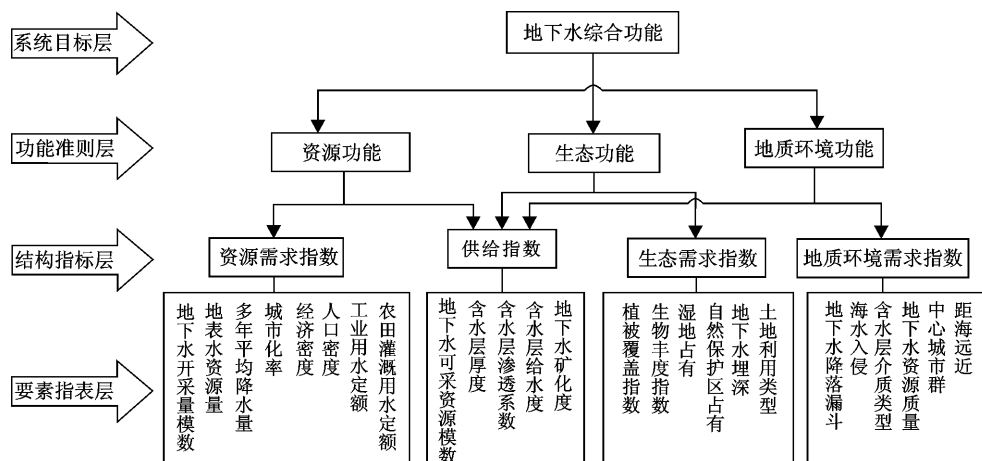 系统目标层
地下水综合功能
功能准则层
资源功能
生态功能
地质环境功能
结构指标层
资源需求指数
供给指数
生态需求指数
地质环境需求指数
要素指表层
地下水开采量模数
地表水资源量
多年平均降水量
城市化率
经济密度
人口密度
工业用水定额
农田灌溉用水定额
地下水可采资源模数
含水层厚度
含水层渗透系数
含水层给水度
地下水矿化度
植被覆盖指数
生物丰度指数
湿地占有
自然保护区占有
地下水埋深
土地利用类型
地下水降落漏斗
海水入侵
含水层介质类型
地下水资源质量
中心城市群
距海远近